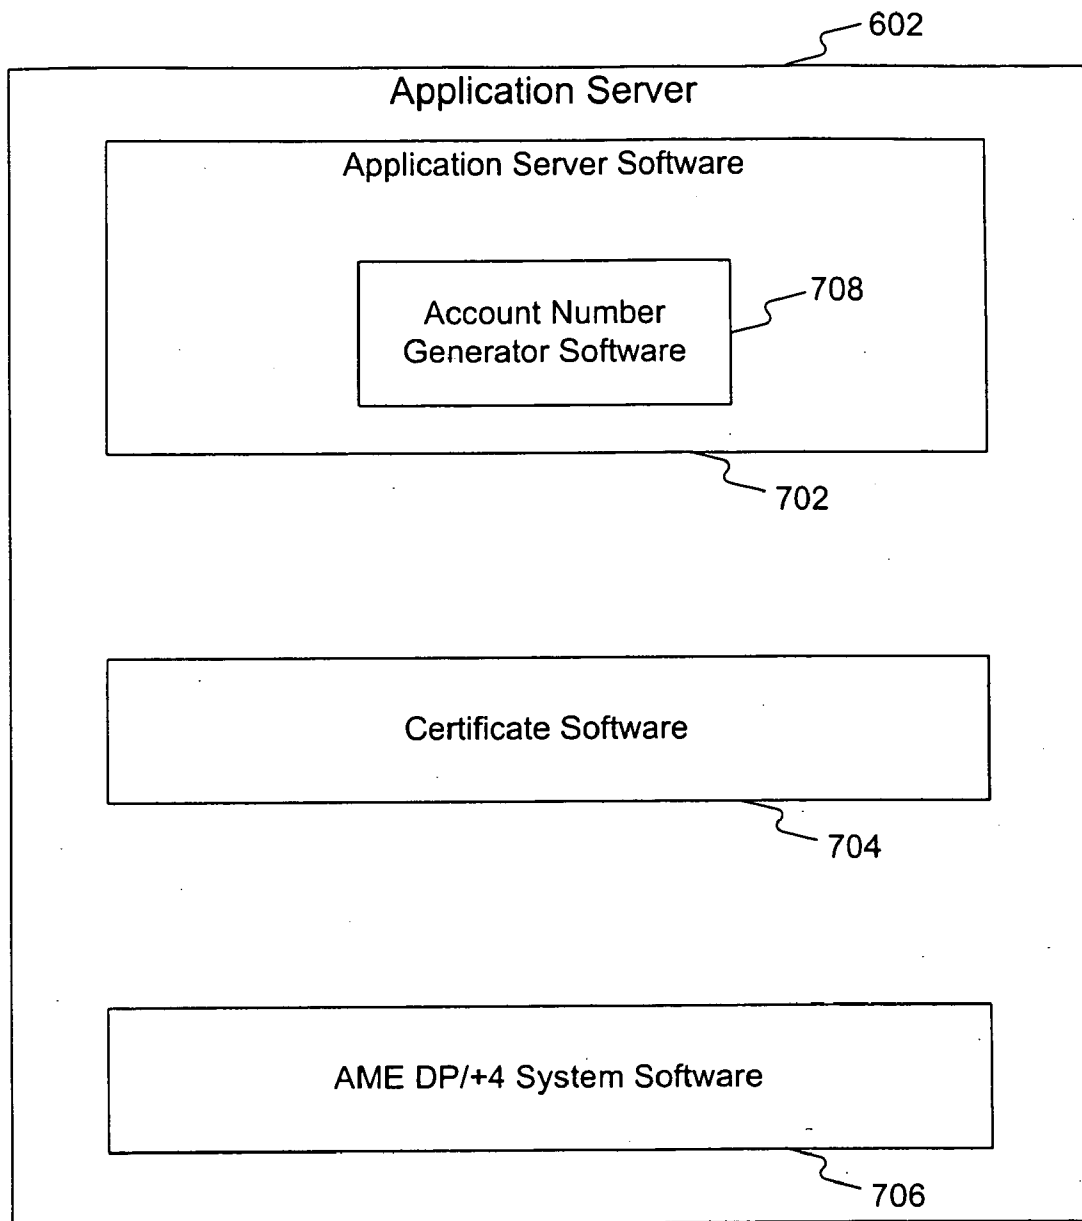 602
Application Server
Application Server Software
Account Number
Generator Software
708
702
Certificate Software
704
AME DP/+4 System Software
706